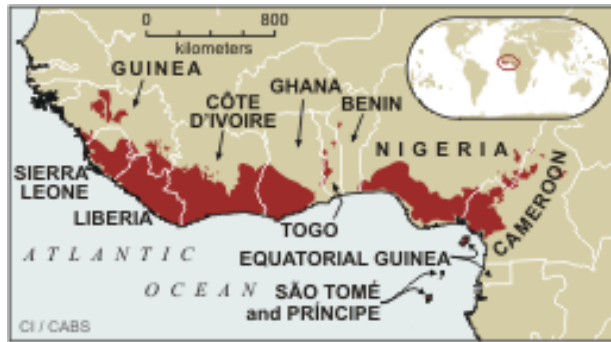 0 800
kilometers
GUINEA
GHANA
CÔTE
D'IVOIRE
BENIN
NIGERIA
SIERRA
LEONE
LIBERIA
TOGO
CAMEROON
ATLANTIC
OCEAN
EQUATORIAL GUINEA
SÃO TOMÉ
and PRÍNCIPE
CI / CABS